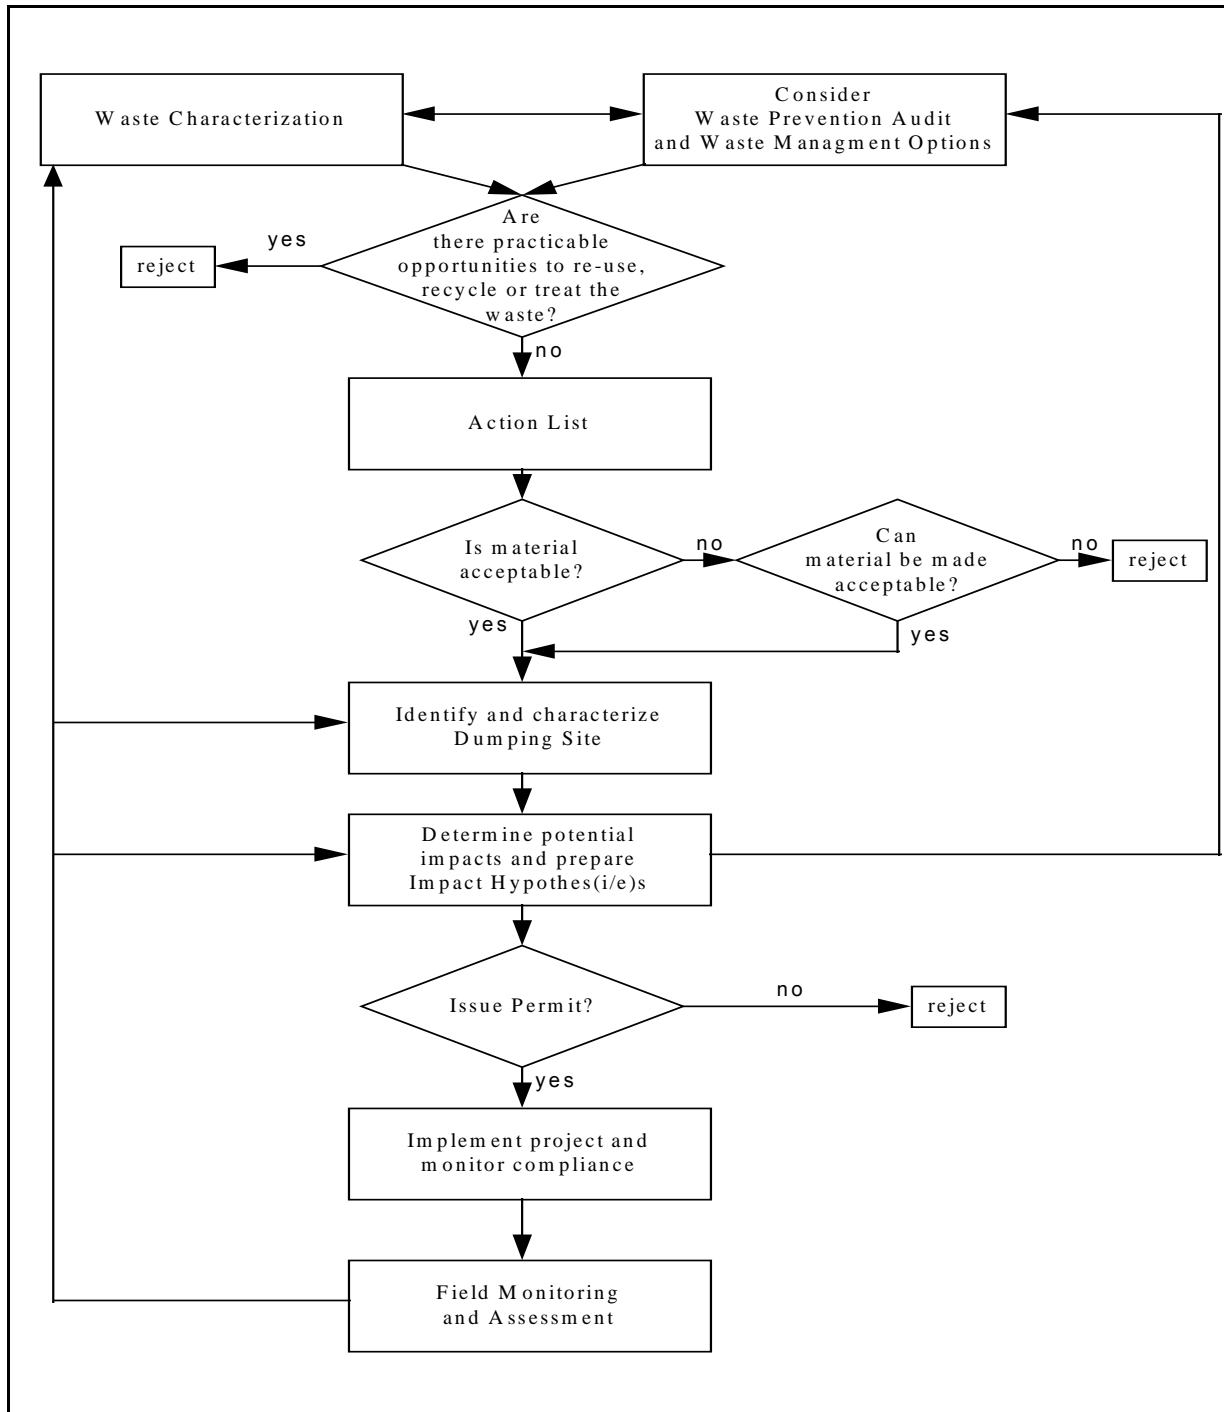 Waste Characterization
Consider
Waste Prevention Audit
and Waste Managment Options
Are
there practicable
opportunities to re-use,
recycle or treat the
waste?
yes
reject
no
Action List
Is material
acceptable?
no
Can
material be made
acceptable?
no
reject
yes
yes
Identify and characterize
Dumping Site
Determine potential
impacts and prepare
Impact Hypothes(i/e)s
Issue Permit?
no
reject
yes
Implement project and
monitor compliance
Field Monitoring
and Assessment